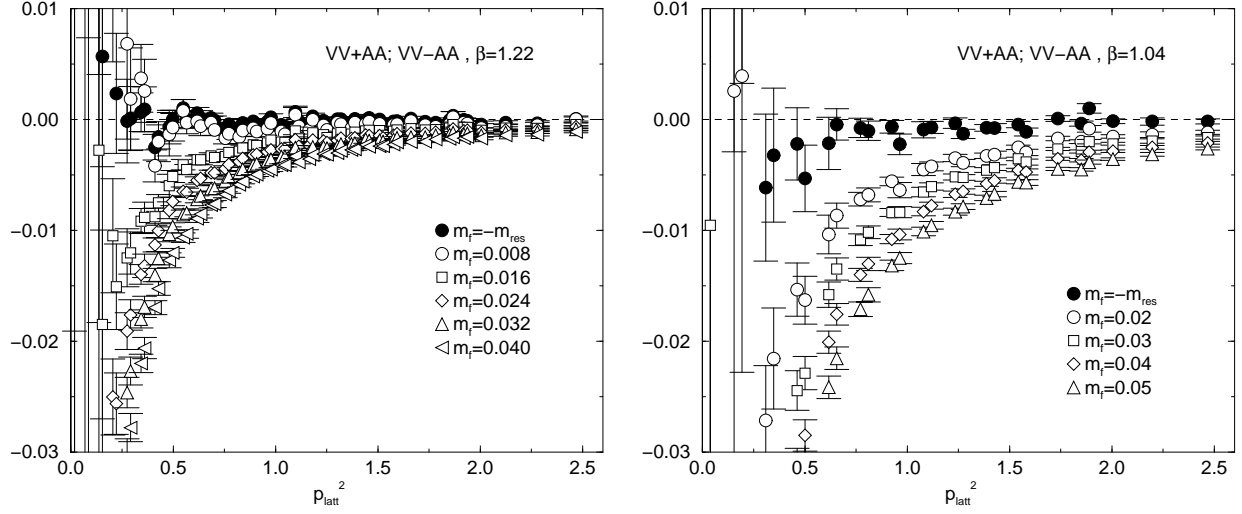 0.01
0.00
−0.01
−0.02
−0.03
VV+AA; VV−AA , β=1.22
m_f=−m_res
m_f=0.008
m_f=0.016
m_f=0.024
m_f=0.032
m_f=0.040
0.0 0.5 1.0 1.5 2.0 2.5
p_latt^2
0.01
0.00
−0.01
−0.02
−0.03
VV+AA; VV−AA , β=1.04
m_f=−m_res
m_f=0.02
m_f=0.03
m_f=0.04
m_f=0.05
0.0 0.5 1.0 1.5 2.0 2.5
p_latt^2